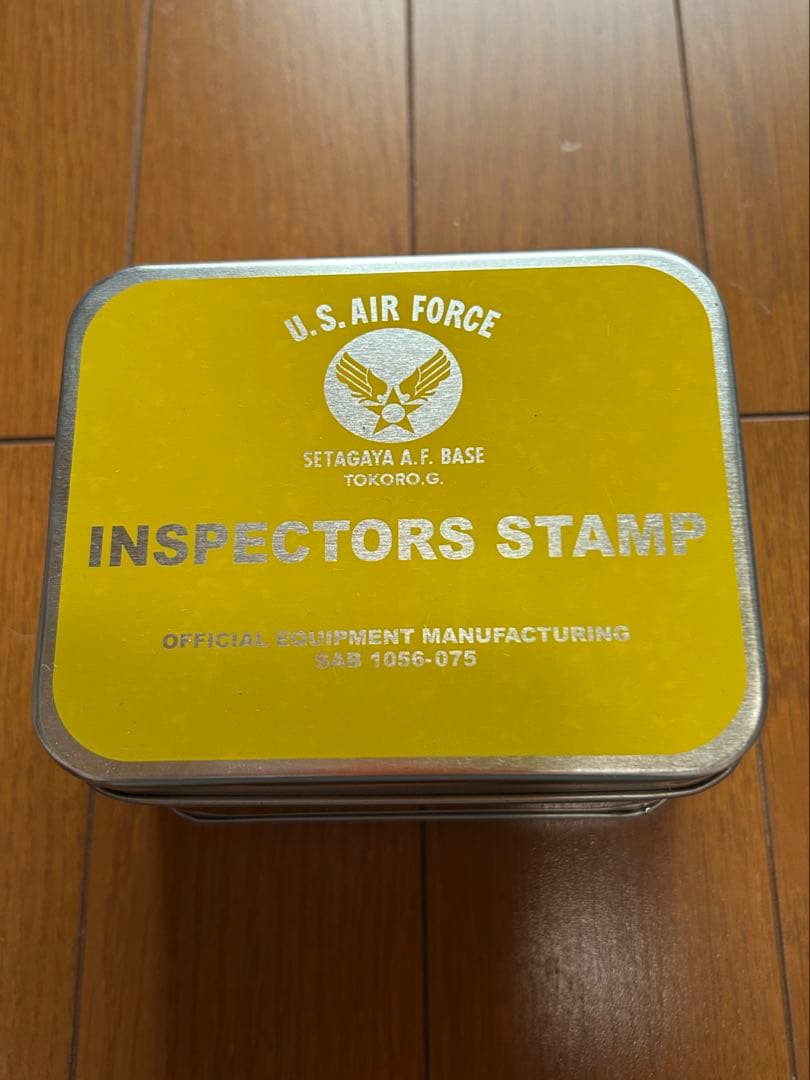 U.S. AIR FORCE
SETAGAYA A.F. BASE
TOKORO.G.
INSPECTORS STAMP
OFFICIAL EQUIPMENT MANUFACTURING
SAB 1056-075